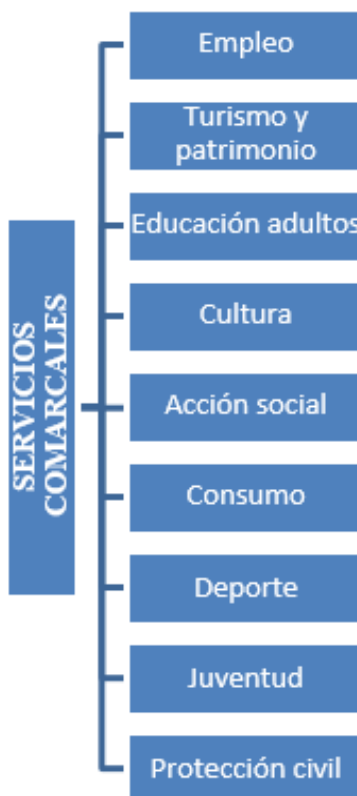 SERVICIOS
COMARCALES
Empleo
Turismo y
patrimonio
Educación adultos
Cultura
Acción social
Consumo
Deporte
Juventud
Protección civil